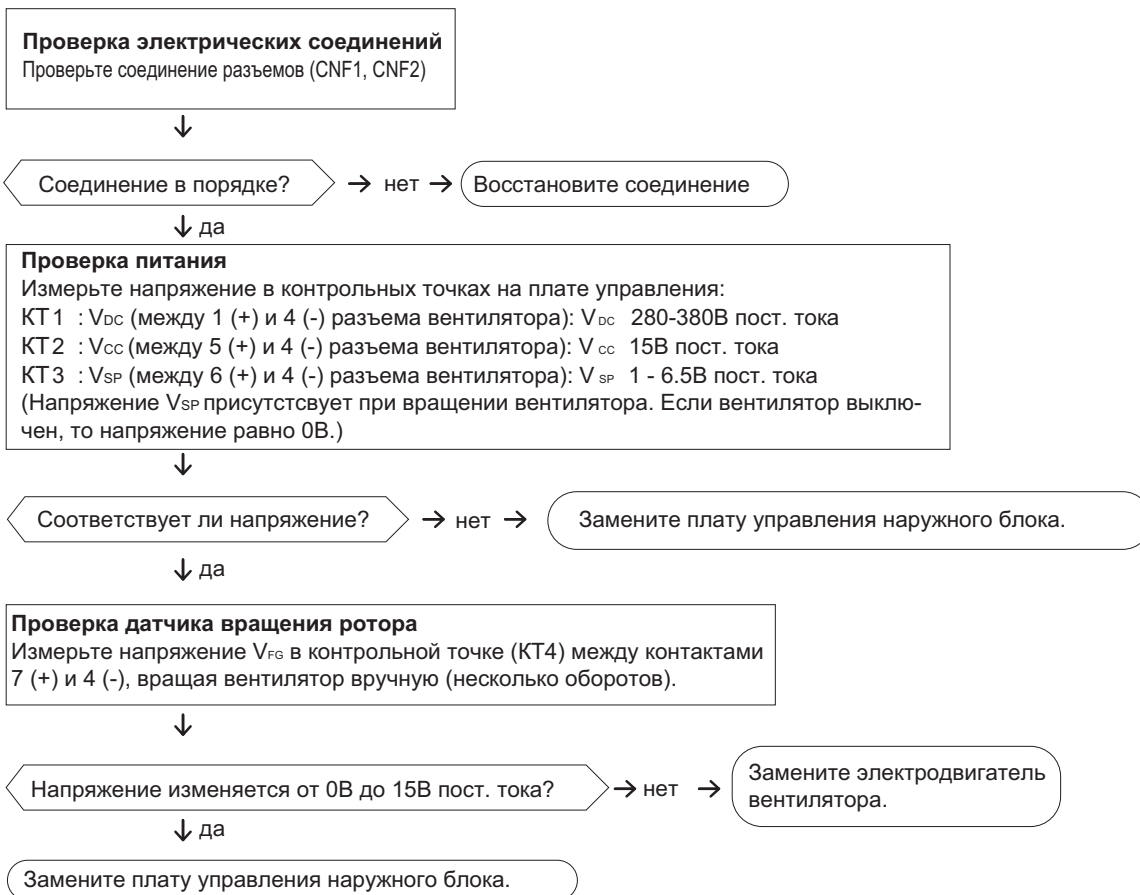 Проверка электрических соединений
Проверьте соединение разъемов (CNF1, CNF2)
Соединение в порядке?
нет
Восстановите соединение
да
Проверка питания
Измерьте напряжение в контрольных точках на плате управления:
КТ1 : VDC (между 1 (+) и 4 (-) разъема вентилятора): VDC 280-380В пост. тока
КТ2 : VCC (между 5 (+) и 4 (-) разъема вентилятора): VCC 15В пост. тока
КТ3 : VSP (между 6 (+) и 4 (-) разъема вентилятора): VSP 1 - 6.5В пост. тока
(Напряжение VSP присутстсвует при вращении вентилятора. Если вентилятор выклю-
чен, то напряжение равно 0В.)
Соответствует ли напряжение?
нет
Замените плату управления наружного блока.
да
Проверка датчика вращения ротора
Измерьте напряжение VFG в контрольной точке (КТ4) между контактами
7 (+) и 4 (-), вращая вентилятор вручную (несколько оборотов).
Напряжение изменяется от 0В до 15В пост. тока?
нет
Замените электродвигатель
вентилятора.
да
Замените плату управления наружного блока.